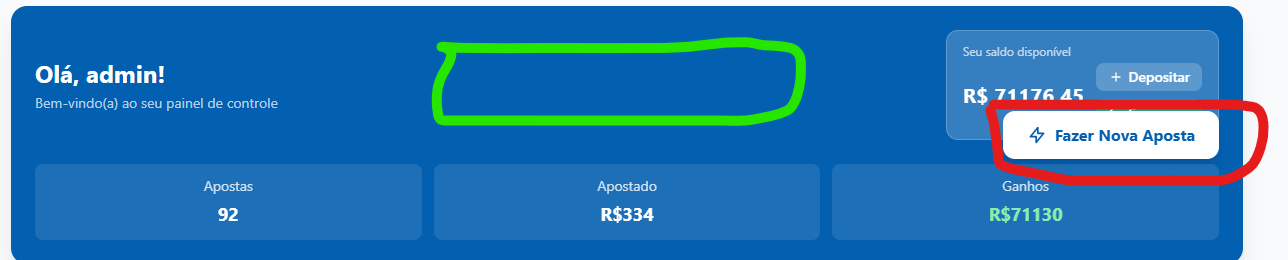 Olá, admin!
Bem-vindo(a) ao seu painel de controle
Seu saldo disponível
R$ 71176.45
+ Depositar
Fazer Nova Aposta
Apostas
92
Apostado
R$334
Ganhos
R$71130